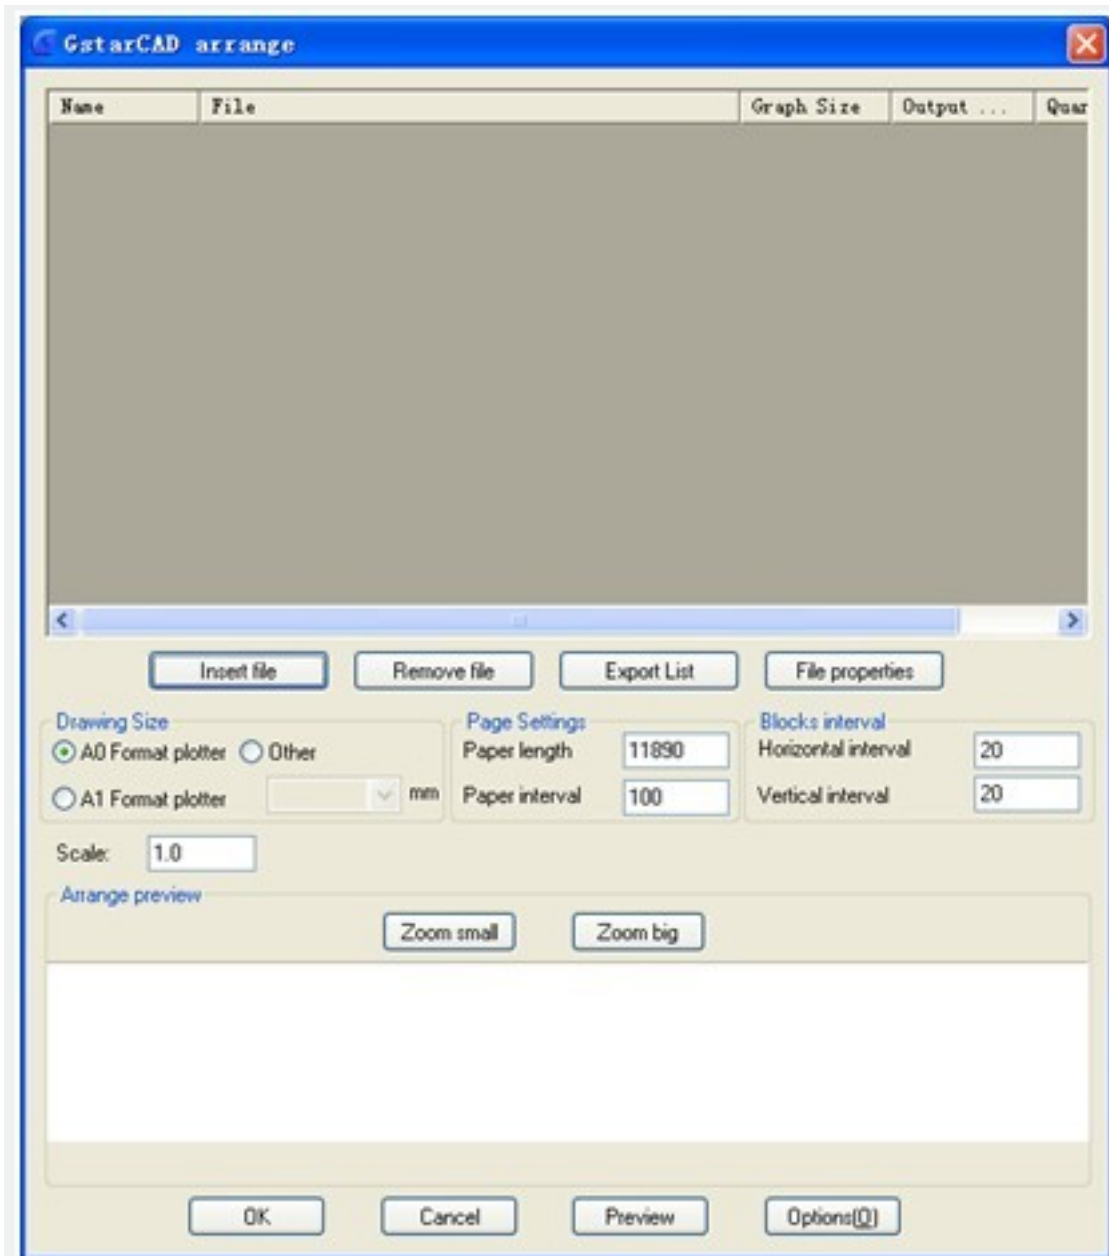 GstarCAD arrange
Name File Graph Size Output ... Quar
Insert file Remove file Export List File properties
Drawing Size Page Settings Blocks interval
A0 Format plotter Other Paper length 11890 Horizontal interval 20
A1 Format plotter mm Paper interval 100 Vertical interval 20
Scale: 1.0
Arrange preview
Zoom small Zoom big
OK Cancel Preview Options(O)